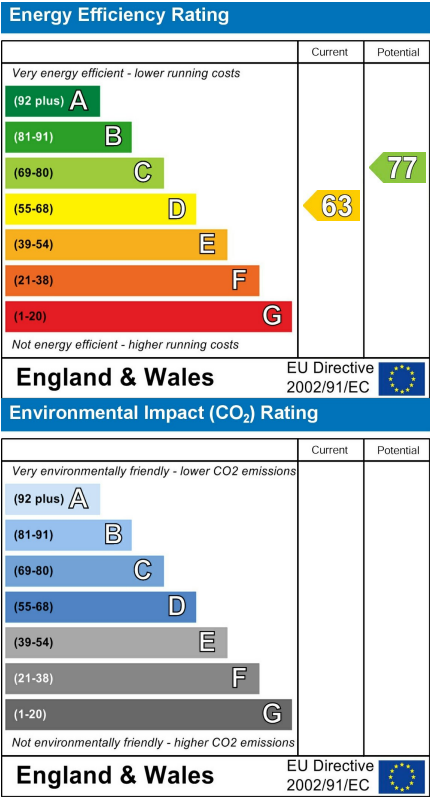 Energy Efficiency Rating
Current Potential
Very energy efficient - lower running costs
(92 plus) A
(81-91) B
(69-80) C
77
(55-68) D
63
(39-54) E
(21-38) F
(1-20) G
Not energy efficient - higher running costs
England & Wales
EU Directive
2002/91/EC
Environmental Impact (CO₂) Rating
Current Potential
Very environmentally friendly - lower CO2 emissions
(92 plus) A
(81-91) B
(69-80) C
(55-68) D
(39-54) E
(21-38) F
(1-20) G
Not environmentally friendly - higher CO2 emissions
England & Wales
EU Directive
2002/91/EC